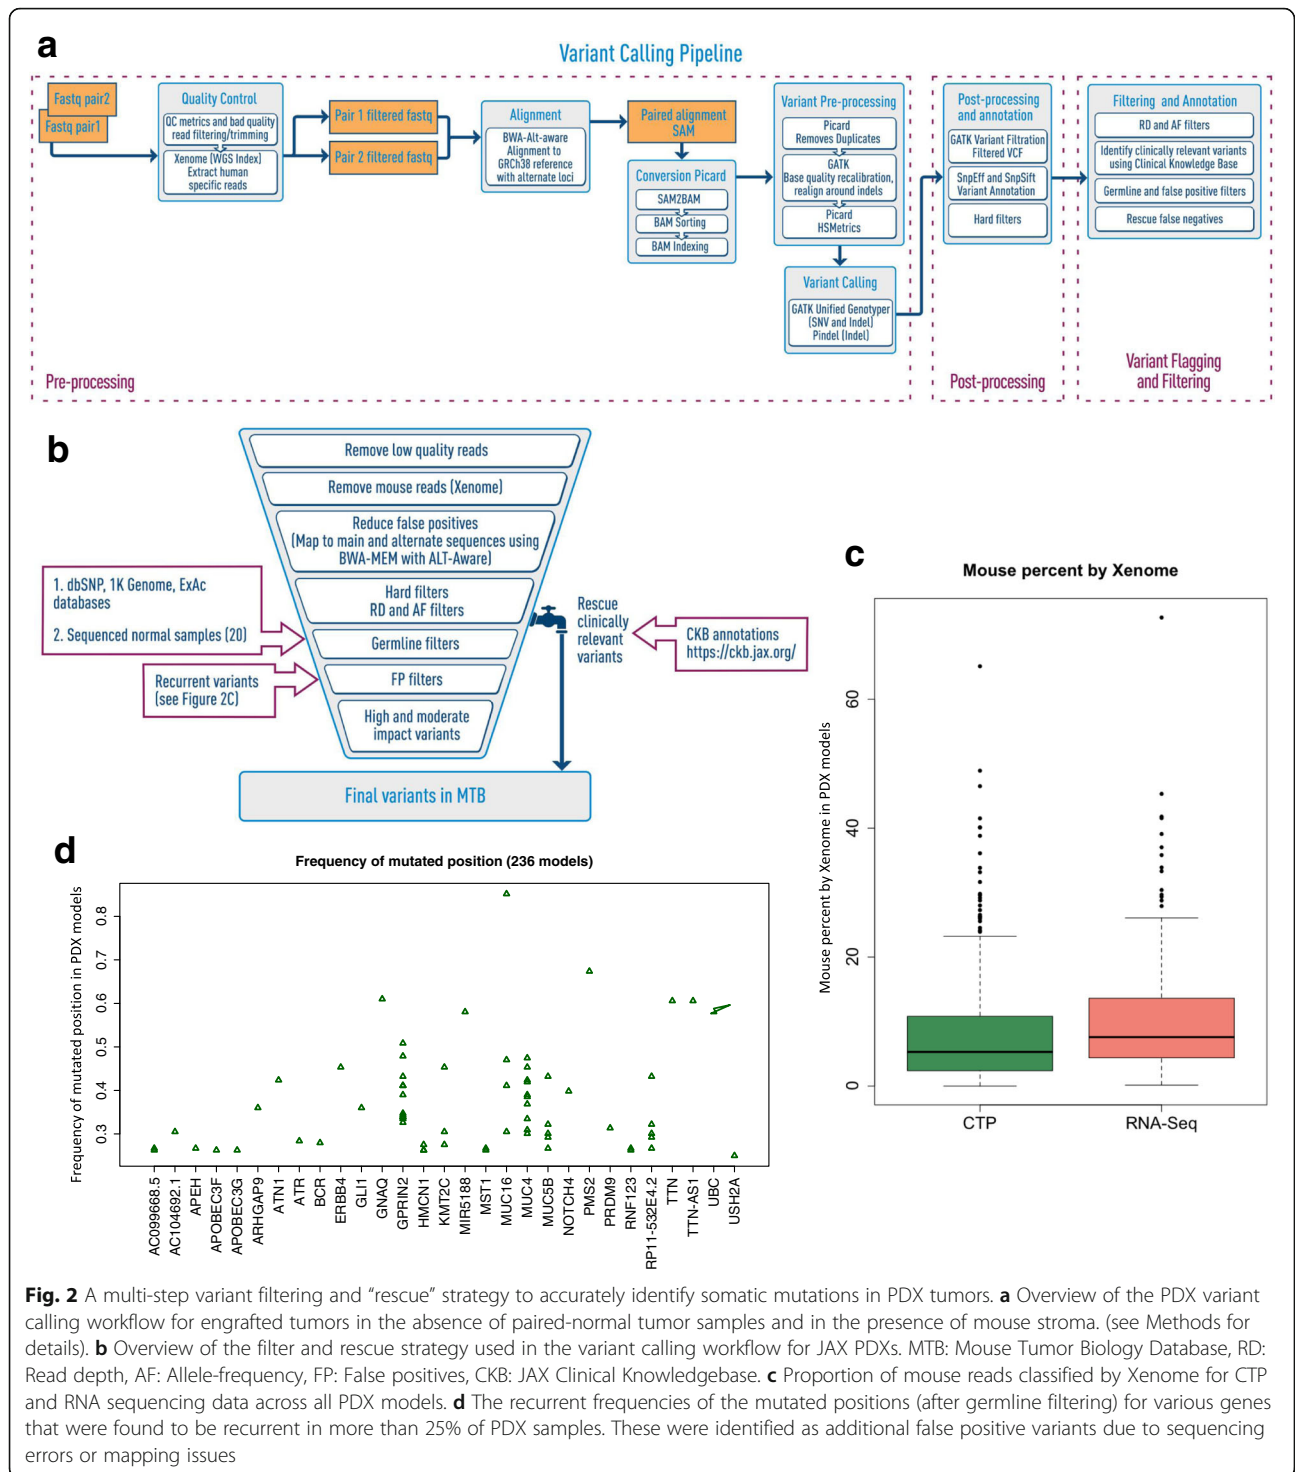 a
Variant Calling Pipeline
Fastq pair2
Fastq pair1
Quality Control
QC metrics and bad quality
read filtering/trimming
Xenome (WGS Index)
Extract human
specific reads
Pair 1 filtered fastq
Pair 2 filtered fastq
Alignment
BWA-Alt-aware
Alignment to
GRCh38 reference
with alternate loci
Paired alignment
SAM
Conversion Picard
SAM2BAM
BAM Sorting
BAM Indexing
Variant Pre-processing
Picard
Removes Duplicates
GATK
Base quality recalibration,
realign around indels
Picard
HSMetrics
Variant Calling
GATK Unified Genotyper
(SNV and Indel)
Pindel (Indel)
Post-processing
and annotation
GATK Variant Filtration
Filtered VCF
SnpEff and SnpSift
Variant Annotation
Hard filters
Filtering and Annotation
RD and AF filters
Identify clinically relevant variants
using Clinical Knowledge Base
Germline and false positive filters
Rescue false negatives
Pre-processing
Post-processing
Variant Flagging
and Filtering
b
Remove low quality reads
Remove mouse reads (Xenome)
Reduce false positives
(Map to main and alternate sequences using
BWA-MEM with ALT-Aware)
Hard filters
RD and AF filters
Germline filters
FP filters
High and moderate
impact variants
Final variants in MTB
1. dbSNP, 1K Genome, ExAc
databases
2. Sequenced normal samples (20)
Recurrent variants
(see Figure 2C)
Rescue
clinically
relevant
variants
CKB annotations
https://ckb.jax.org/
c
Mouse percent by Xenome
Mouse percent by Xenome in PDX models
60
40
20
0
CTP
RNA-Seq
d
Frequency of mutated position (236 models)
Frequency of mutated position in PDX models
0.8
0.7
0.6
0.5
0.4
0.3
AC099668.5
AC104692.1
APEH
APOBEC3F
APOBEC3G
ARHGAP9
ATN1
ATR
BCR
ERBB4
GLI1
GNAQ
GPRIN2
HMCN1
KMT2C
MIR5188
MST1
MUC16
MUC4
MUC5B
NOTCH4
PMS2
PRDM9
RNF123
RP11-532E4.2
TTN
TTN-AS1
UBC
USH2A
Fig. 2 A multi-step variant filtering and “rescue” strategy to accurately identify somatic mutations in PDX tumors. a Overview of the PDX variant
calling workflow for engrafted tumors in the absence of paired-normal tumor samples and in the presence of mouse stroma. (see Methods for
details). b Overview of the filter and rescue strategy used in the variant calling workflow for JAX PDXs. MTB: Mouse Tumor Biology Database, RD:
Read depth, AF: Allele-frequency, FP: False positives, CKB: JAX Clinical Knowledgebase. c Proportion of mouse reads classified by Xenome for CTP
and RNA sequencing data across all PDX models. d The recurrent frequencies of the mutated positions (after germline filtering) for various genes
that were found to be recurrent in more than 25% of PDX samples. These were identified as additional false positive variants due to sequencing
errors or mapping issues